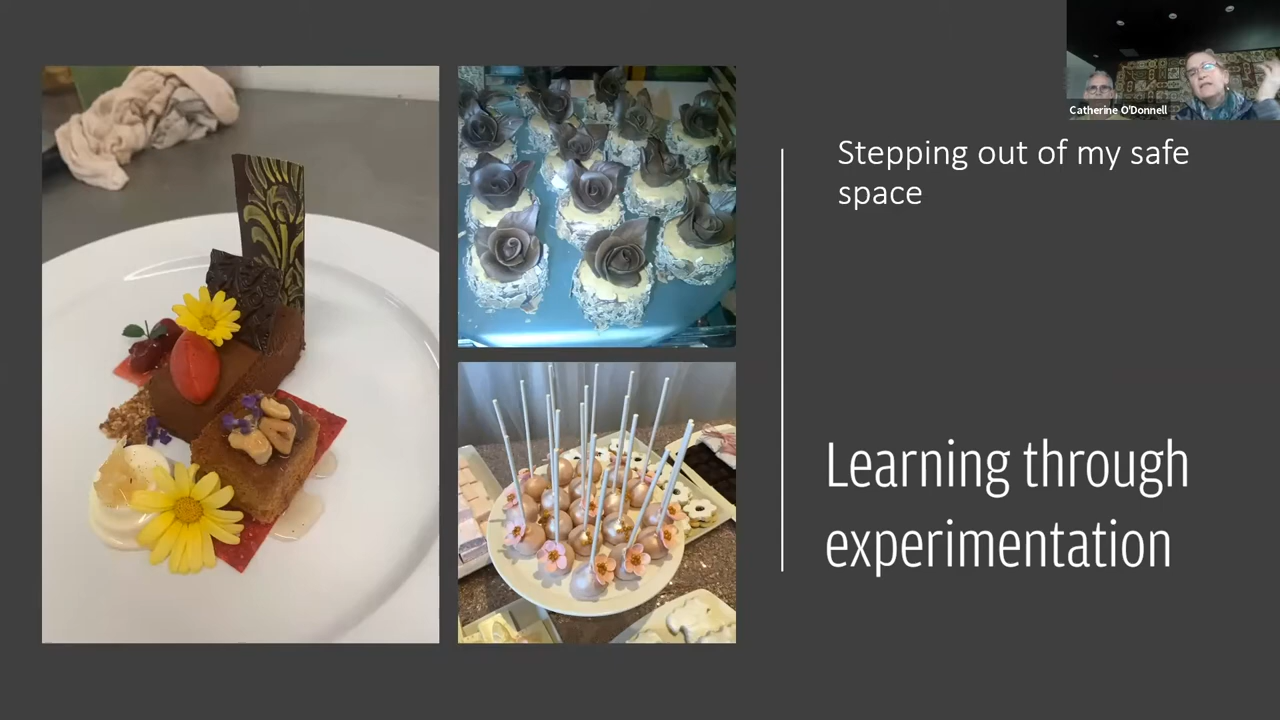 Catherine O'Donnell
Stepping out of my safe
space
Learning through
experimentation